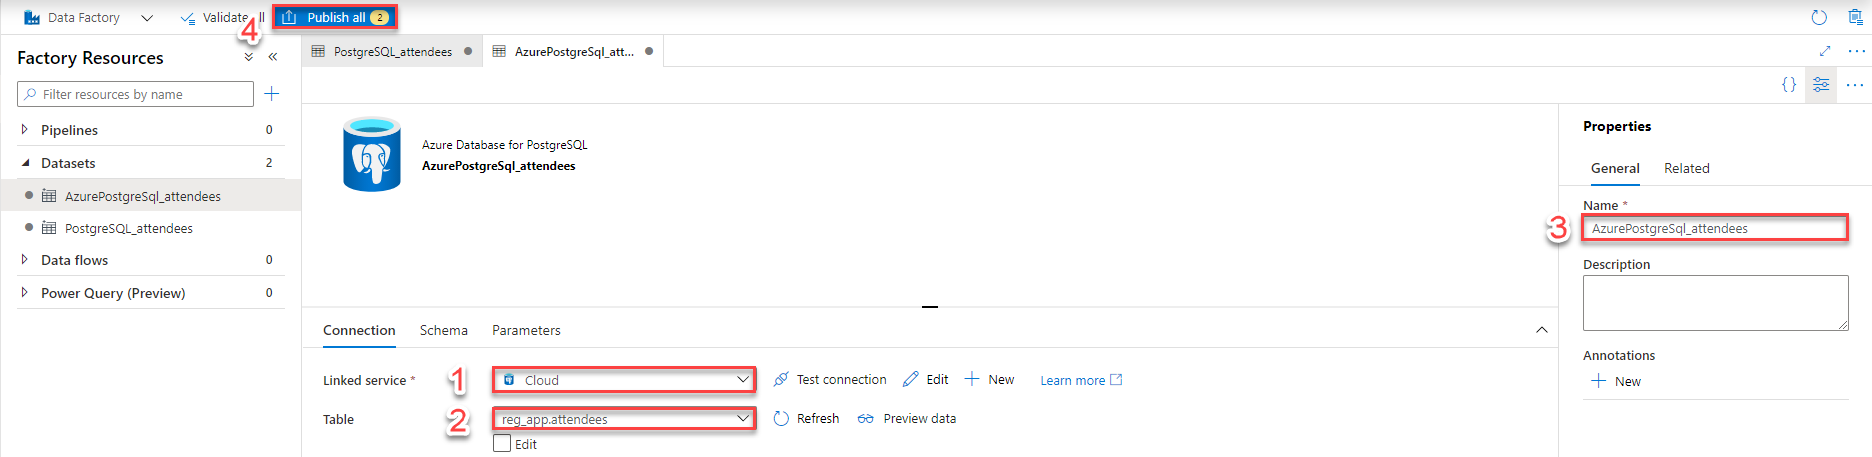 Data Factory
Validate all
4
Publish all 2
Factory Resources
Filter resources by name
Pipelines 0
Datasets 2
AzurePostgreSql_attendees
PostgreSQL_attendees
Data flows 0
Power Query (Preview) 0
PostgreSQL_attendees
AzurePostgreSql_att...
{}
Azure Database for PostgreSQL
AzurePostgreSql_attendees
Connection Schema Parameters
Linked service * 1 Cloud Test connection Edit New Learn more
Table 2 reg_app.attendees Refresh Preview data
Edit
Properties
General Related
Name *
3 AzurePostgreSql_attendees
Description
Annotations
New